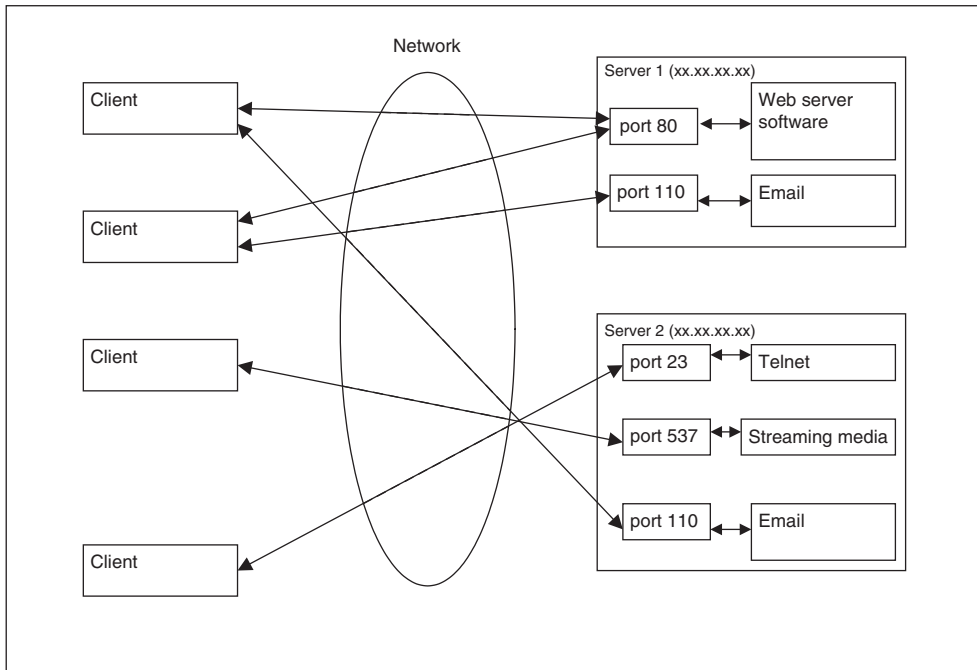 Network
Client
Client
Client
Client
Server 1 (xx.xx.xx.xx)
port 80
Web server
software
port 110
Email
Server 2 (xx.xx.xx.xx)
port 23
Telnet
port 537
Streaming media
port 110
Email